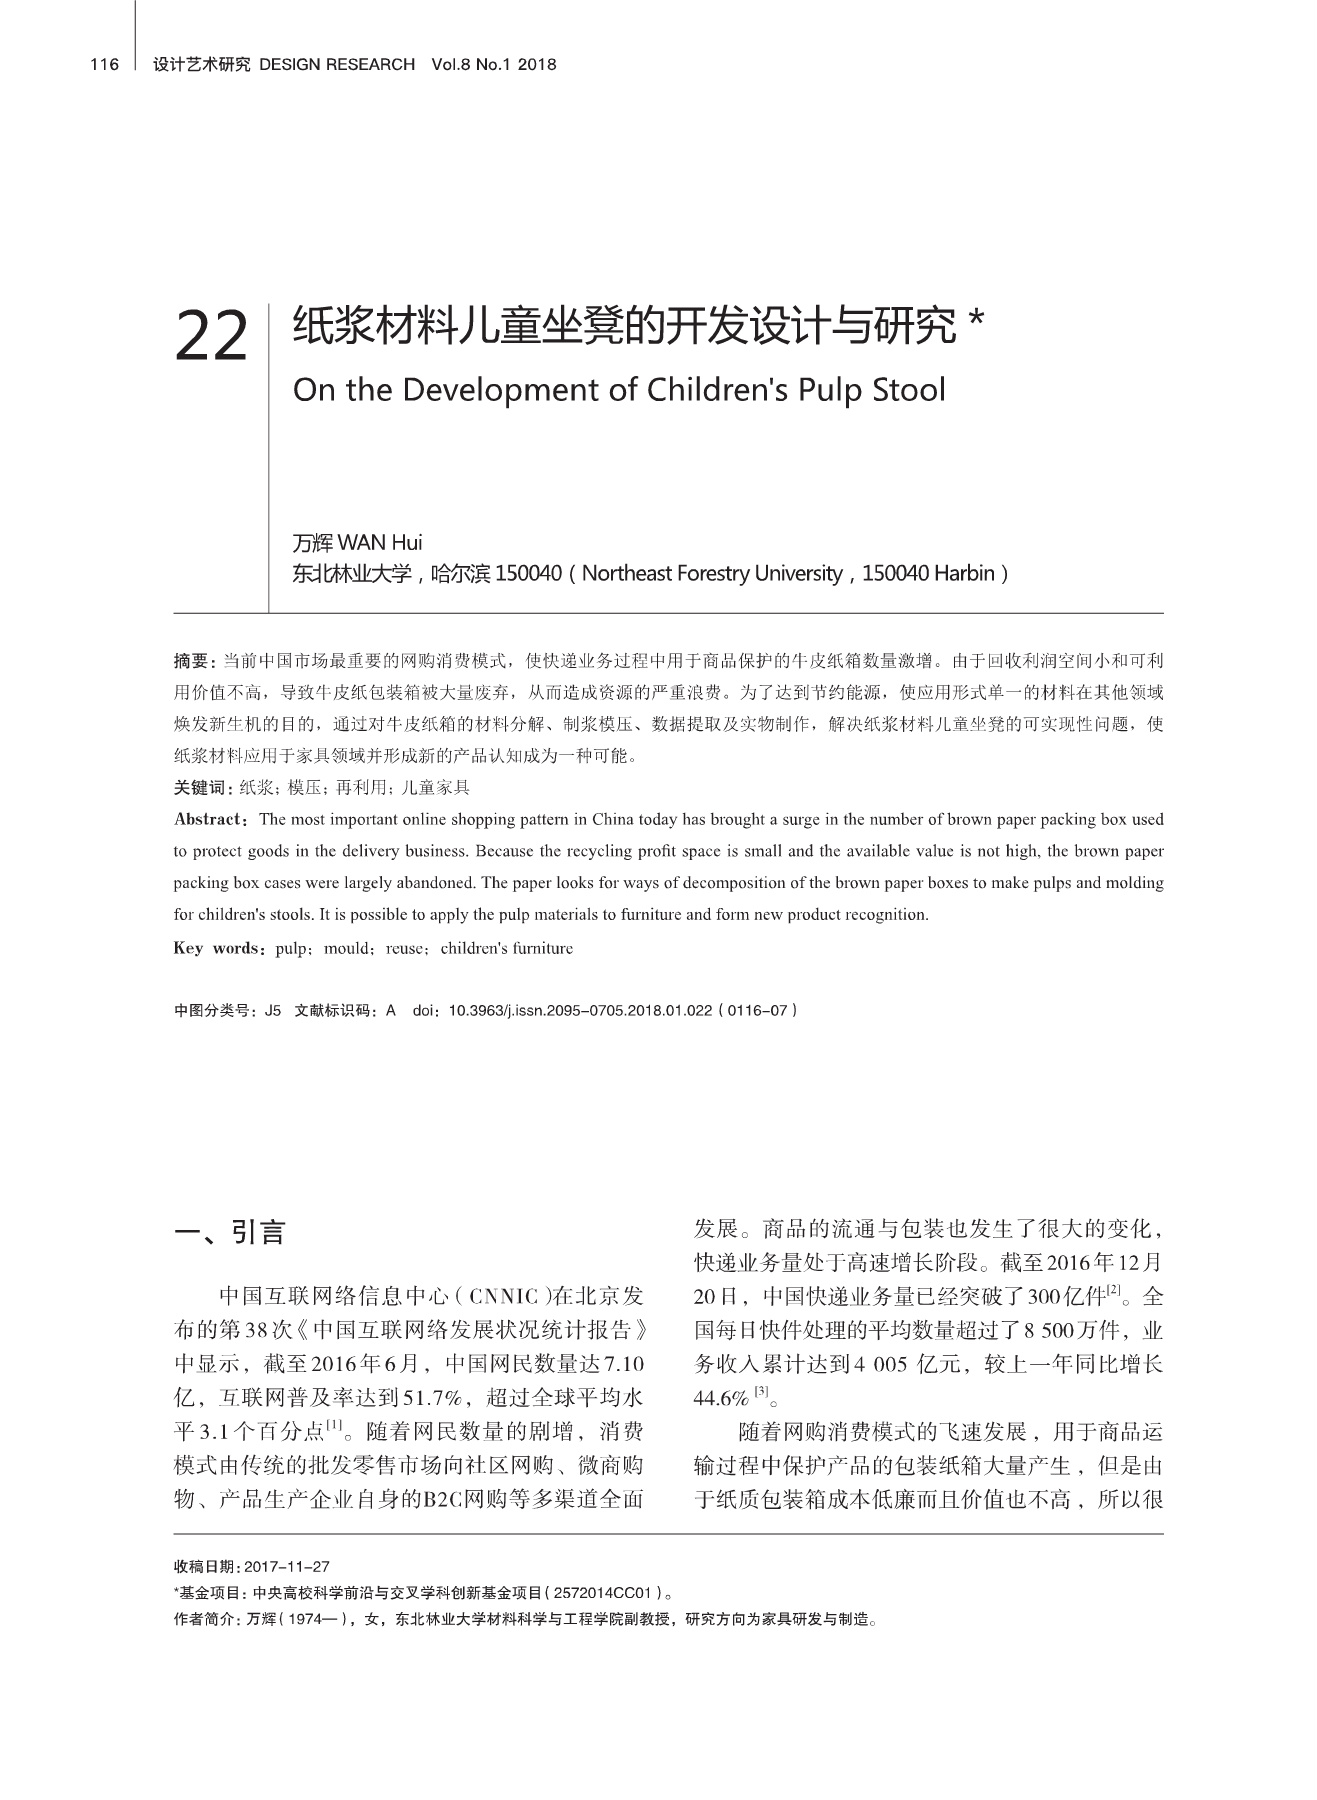 116 设计艺术研究 DESIGN RESEARCH Vol.8 No.1 2018
22
纸浆材料儿童坐凳的开发设计与研究*
On the Development of Children's Pulp Stool
万辉 WAN Hui
东北林业大学，哈尔滨 150040（Northeast Forestry University，150040 Harbin）
摘要：当前中国市场最重要的网购消费模式，使快递业务过程中用于商品保护的牛皮纸箱数量激增。由于回收利润空间小和可利
用价值不高，导致牛皮纸包装箱被大量废弃，从而造成资源的严重浪费。为了达到节约能源，使应用形式单一的材料在其他领域
焕发新生机的目的，通过对牛皮纸箱的材料分解、制浆模压、数据提取及实物制作，解决纸浆材料儿童坐凳的可实现性问题，使
纸浆材料应用于家具领域并形成新的产品认知成为一种可能。
关键词：纸浆；模压；再利用；儿童家具
Abstract：The most important online shopping pattern in China today has brought a surge in the number of brown paper packing box used
to protect goods in the delivery business. Because the recycling profit space is small and the available value is not high, the brown paper
packing box cases were largely abandoned. The paper looks for ways of decomposition of the brown paper boxes to make pulps and molding
for children's stools. It is possible to apply the pulp materials to furniture and form new product recognition.
Key words：pulp；mould；reuse；children's furniture
中图分类号：J5 文献标识码：A doi：10.3963/j.issn.2095-0705.2018.01.022（0116-07）
一、引言
中国互联网络信息中心（CNNIC）在北京发
布的第38次《中国互联网络发展状况统计报告》
中显示，截至2016年6月，中国网民数量达7.10
亿，互联网普及率达到51.7%，超过全球平均水
平3.1个百分点[1]。随着网民数量的剧增，消费
模式由传统的批发零售市场向社区网购、微商购
物、产品生产企业自身的B2C网购等多渠道全面
发展。商品的流通与包装也发生了很大的变化，
快递业务量处于高速增长阶段。截至2016年12月
20日，中国快递业务量已经突破了300亿件[2]。全
国每日快件处理的平均数量超过了8 500万件，业
务收入累计达到4 005 亿元，较上一年同比增长
44.6% [3]。
随着网购消费模式的飞速发展，用于商品运
输过程中保护产品的包装纸箱大量产生，但是由
于纸质包装箱成本低廉而且价值也不高，所以很
收稿日期：2017-11-27
*基金项目：中央高校科学前沿与交叉学科创新基金项目（2572014CC01）。
作者简介：万辉（1974—），女，东北林业大学材料科学与工程学院副教授，研究方向为家具研发与制造。